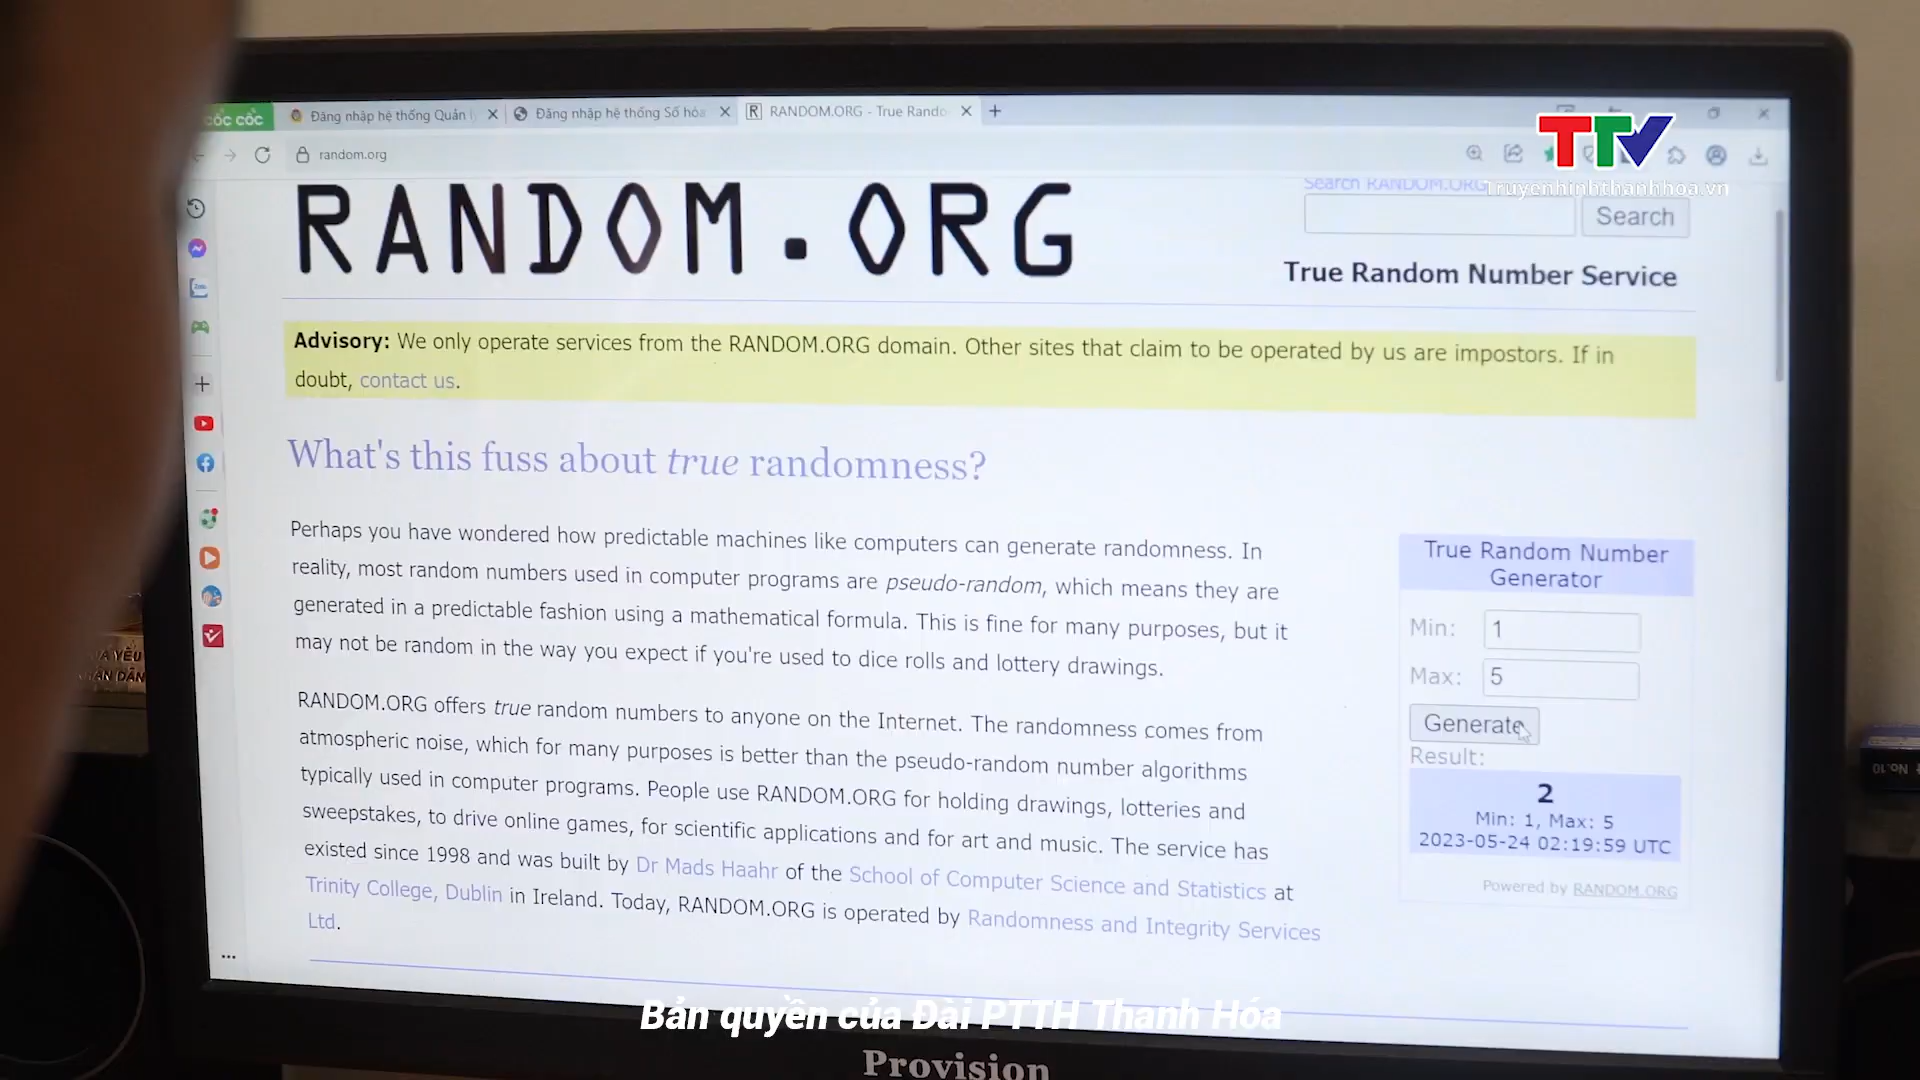 cốc cốc
Đăng nhập hệ thống Quản
Đăng nhập hệ thống Số hóa
R RANDOM.ORG - True Rando
random.org
TTV
Truyenhinhthanhhoa.vn
RANDOM.ORG
Search RANDOM.ORG
Search
True Random Number Service
Advisory: We only operate services from the RANDOM.ORG domain. Other sites that claim to be operated by us are impostors. If in
doubt, contact us.
What's this fuss about true randomness?
Perhaps you have wondered how predictable machines like computers can generate randomness. In
reality, most random numbers used in computer programs are pseudo-random, which means they are
generated in a predictable fashion using a mathematical formula. This is fine for many purposes, but it
may not be random in the way you expect if you're used to dice rolls and lottery drawings.
RANDOM.ORG offers true random numbers to anyone on the Internet. The randomness comes from
atmospheric noise, which for many purposes is better than the pseudo-random number algorithms
typically used in computer programs. People use RANDOM.ORG for holding drawings, lotteries and
sweepstakes, to drive online games, for scientific applications and for art and music. The service has
existed since 1998 and was built by Dr Mads Haahr of the School of Computer Science and Statistics at
Trinity College, Dublin in Ireland. Today, RANDOM.ORG is operated by Randomness and Integrity Services
Ltd.
True Random Number
Generator
Min: 1
Max: 5
Generate
Result:
2
Min: 1, Max: 5
2023-05-24 02:19:59 UTC
Powered by RANDOM.ORG
YẾU
DÂN
No.10
Bản quyền của Đài PTTH Thanh Hóa
Provision